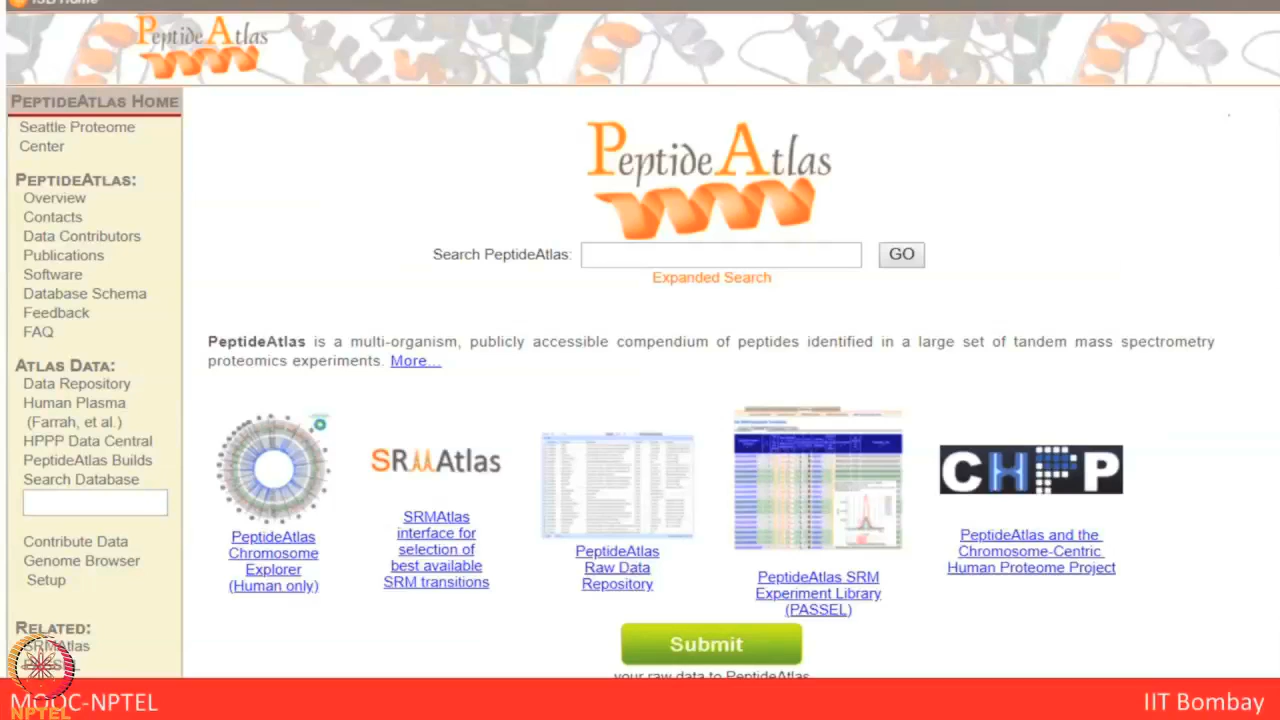 ISB Home
Peptide Atlas
PEPTIDEATLAS HOME
Seattle Proteome
Center
PEPTIDEATLAS:
Overview
Contacts
Data Contributors
Publications
Software
Database Schema
Feedback
FAQ
ATLAS DATA:
Data Repository
Human Plasma
(Farrah, et al.)
HPPP Data Central
PeptideAtlas Builds
Search Database
Contribute Data
Genome Browser
Setup
RELATED:
SRMAtlas
Peptide Atlas
Search PeptideAtlas:
GO
Expanded Search
PeptideAtlas is a multi-organism, publicly accessible compendium of peptides identified in a large set of tandem mass spectrometry
proteomics experiments. More...
SRMAtlas
CHPP
PeptideAtlas
Chromosome
Explorer
(Human only)
SRMAtlas
interface for
selection of
best available
SRM transitions
PeptideAtlas
Raw Data
Repository
PeptideAtlas SRM
Experiment Library
(PASSEL)
PeptideAtlas and the
Chromosome-Centric
Human Proteome Project
Submit
your raw data to PeptideAtlas
MOOC-NPTEL
NPTEL
IIT Bombay